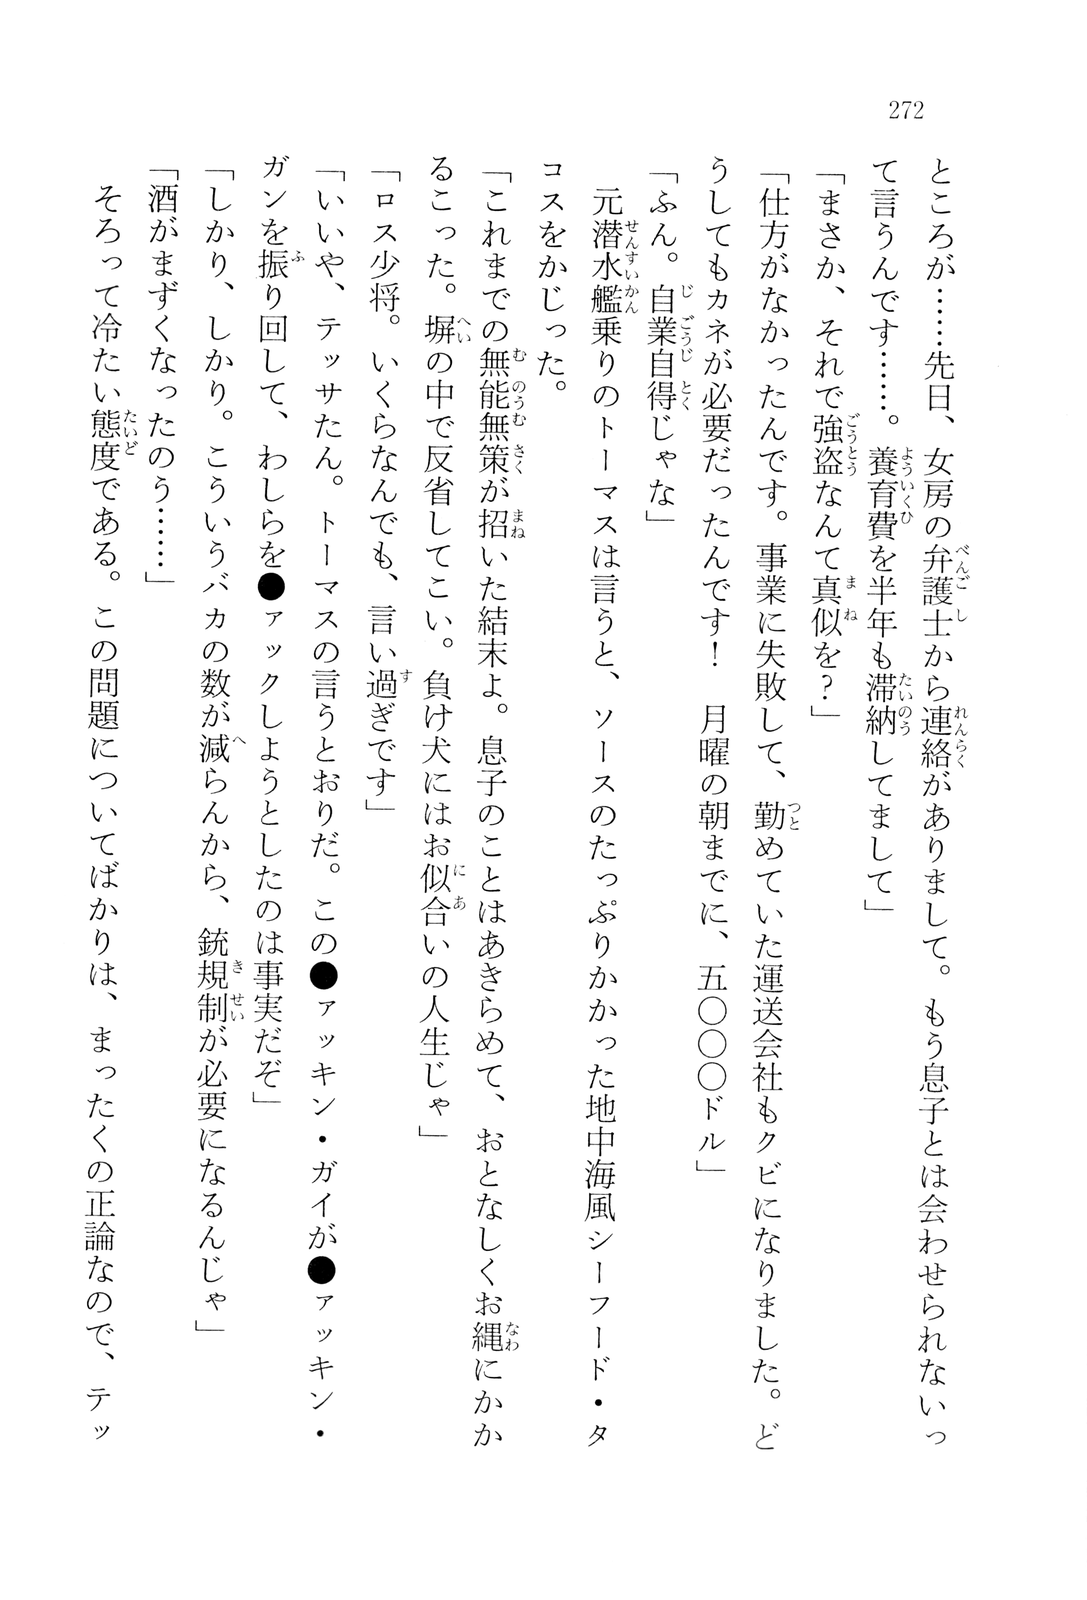 272
ところが……先日、女房の弁護士から連絡がありまして。もう息子とは会わせられないっ
て言うんです……。養育費を半年も滞納してまして」
「まさか、それで強盗なんて真似を？」
「仕方がなかったんです。事業に失敗して、勤めていた運送会社もクビになりました。ど
うしてもカネが必要だったんです！　月曜の朝までに、五〇〇〇ドル」
「ふん。自業自得じゃな」
　元潜水艦乗りのトーマスは言うと、ソースのたっぷりかかった地中海風シーフード・タ
コスをかじった。
「これまでの無能無策が招いた結末よ。息子のことはあきらめて、おとなしくお縄にかか
るこった。塀の中で反省してこい。負け犬にはお似合いの人生じゃ」
「ロス少将。いくらなんでも、言い過ぎです」
「いいや、テッサたん。トーマスの言うとおりだ。この●ァッキン・ガイが●ァッキン・
ガンを振り回して、わしらを●ァックしようとしたのは事実だぞ」
「しかり、しかり。こういうバカの数が減らんから、銃規制が必要になるんじゃ」
「酒がまずくなったのう……」
　そろって冷たい態度である。この問題についてばかりは、まったくの正論なので、テッ